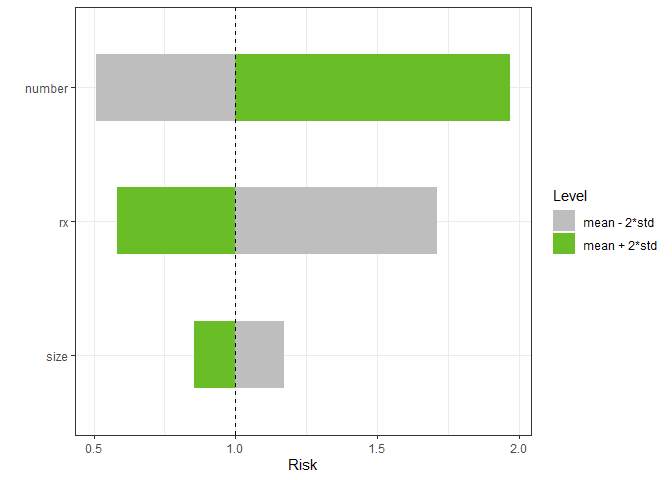 number
rx
size
0.5 1.0 1.5 2.0
Risk
Level
mean - 2*std
mean + 2*std